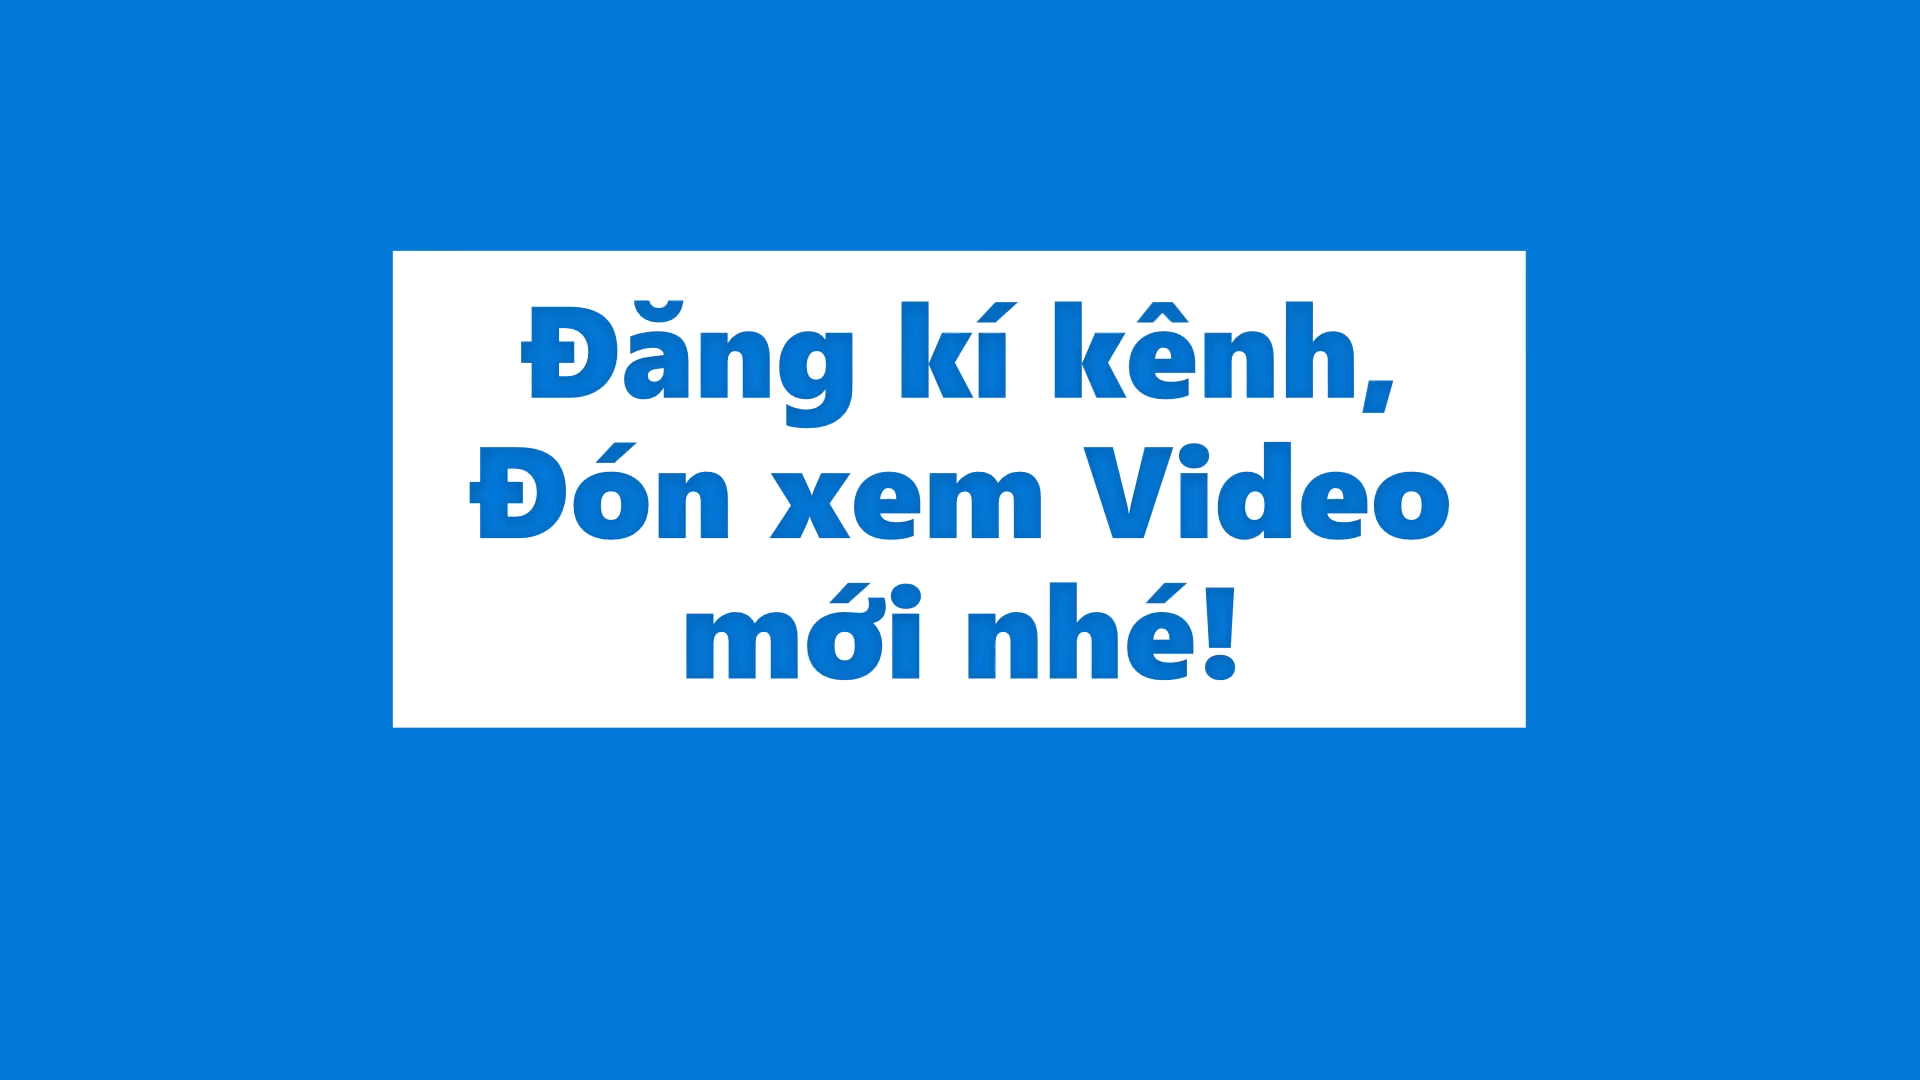 Đăng kí kênh,
Đón xem Video
mới nhé!